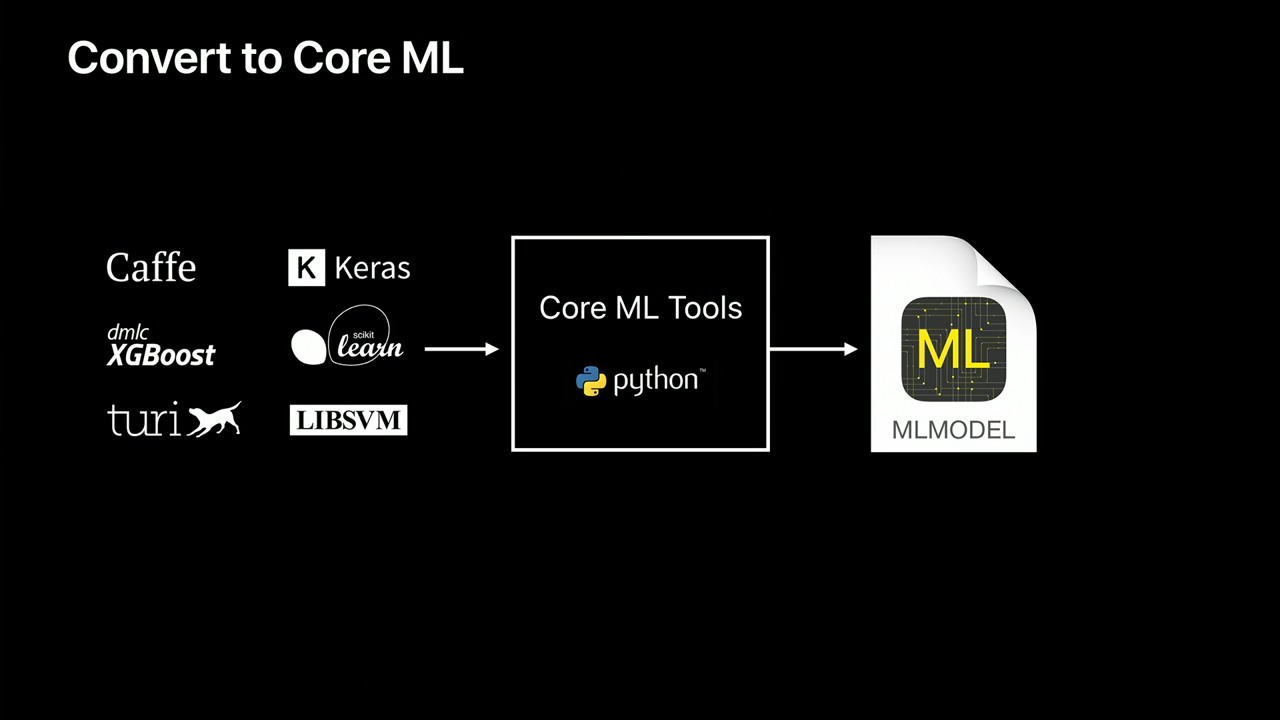 Convert to Core ML
Caffe
K Keras
dmlc
XGBoost
scikit
learn
turi
LIBSVM
Core ML Tools
python™
ML
MLMODEL